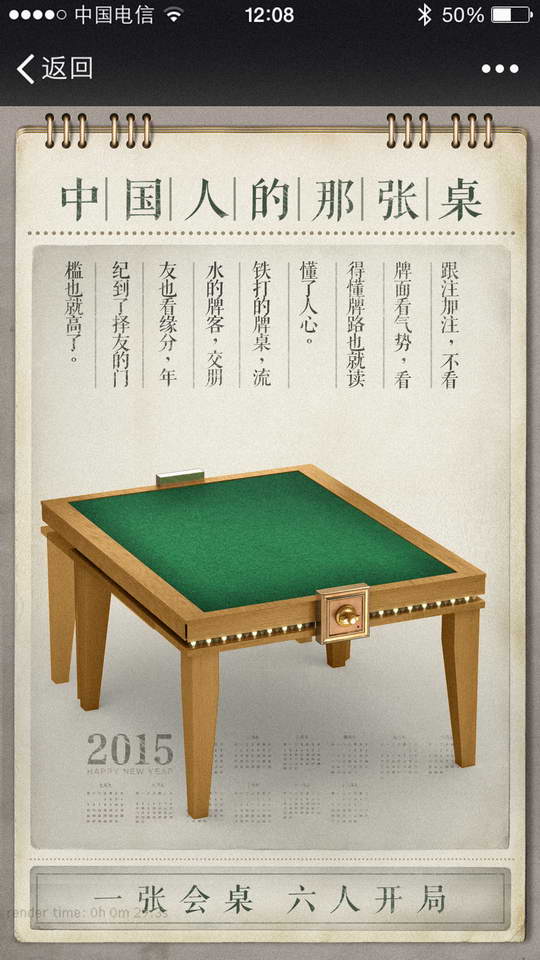 中国电信
12:08
50%
返回
中国人的那张桌
跟注加注，不看
牌面看气势，看
得懂牌路也就读
懂了人心。
铁打的牌桌，流
水的牌客，交朋
友也看缘分，年
纪到了择友的门
槛也就高了。
2015
HAPPY NEW YEAR
一张会桌 六人开局
render time: 0h 0m